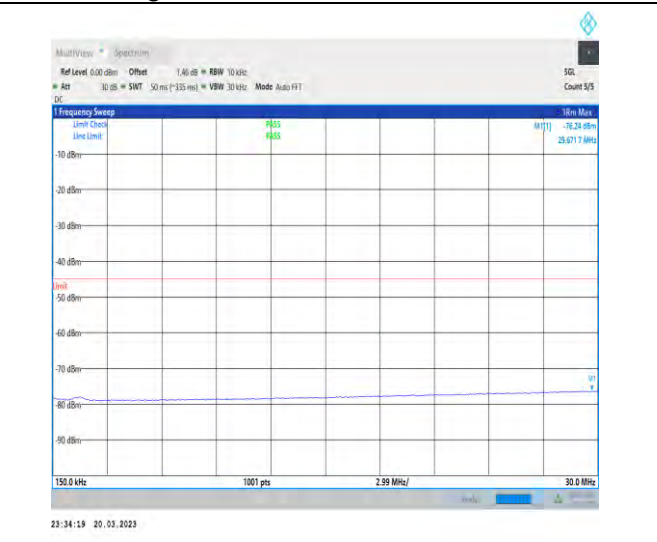 MultiView Spectrum
Ref Level 0.00 dBm Offset 1.46 dB RBW 10 kHz SGL
Att 30 dB SWT 50 ms (~335 ms) VBW 30 kHz Mode Auto FFT Count 5/5
DC
1 Frequency Sweep 1Rm Max
Limit Check PASS M1[1] -76.24 dBm
Line Limit PASS 29.671 7 MHz
-10 dBm
-20 dBm
-30 dBm
-40 dBm
Limit
-50 dBm
-60 dBm
-70 dBm
M1
-80 dBm
-90 dBm
150.0 kHz 1001 pts 2.99 MHz/ 30.0 MHz
23:34:19 20.03.2023